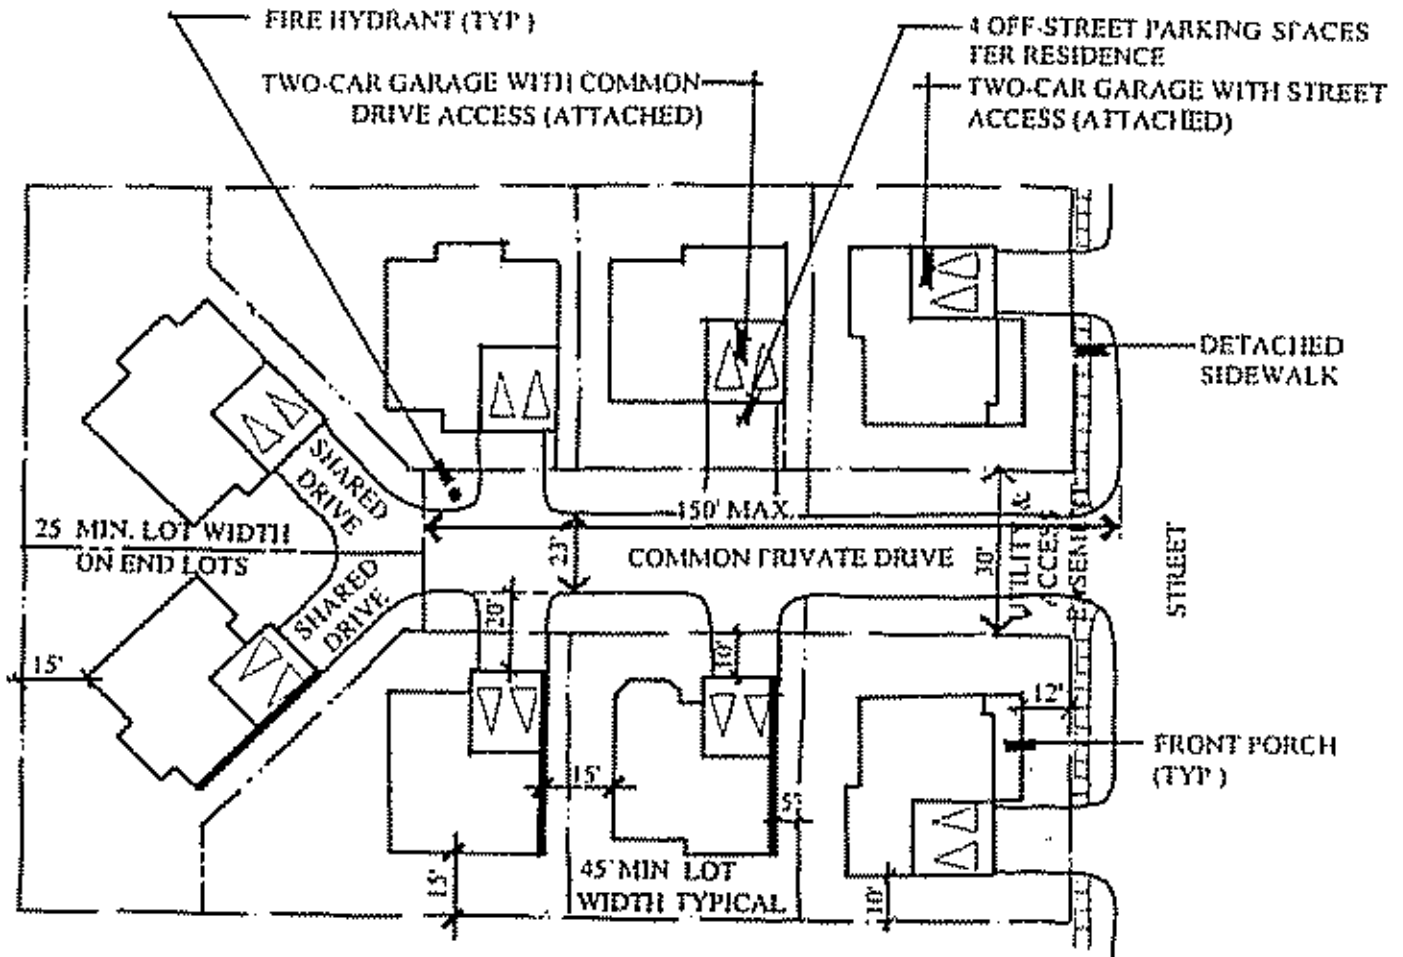 FIRE HYDRANT (TYP )
4 OFF-STREET PARKING SPACES
TER RESIDENCE
TWO-CAR GARAGE WITH COMMON
DRIVE ACCESS (ATTACHED)
TWO-CAR GARAGE WITH STREET
ACCESS (ATTACHED)
DETACHED
SIDEWALK
SHARED
DRIVE
150' MAX.
25 MIN. LOT WIDTH
ON END LOTS
23'
COMMON PRIVATE DRIVE
30'
UTILITY &
ACCESS
EASEMENT
STREET
SHARED
DRIVE
20'
10'
15'
12'
FRONT PORCH
(TYP )
15'
5'
45' MIN LOT
WIDTH TYPICAL
15'
10'